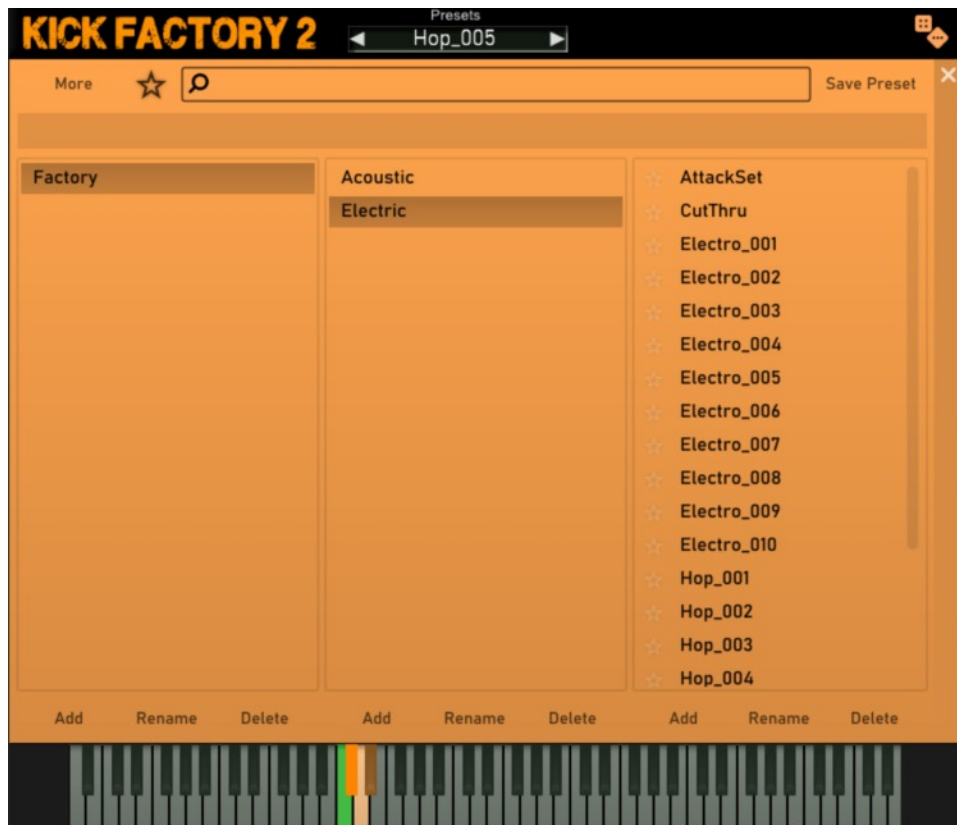 KICK FACTORY 2
Presets
Hop_005
More
Save Preset
Factory
Acoustic
Electric
AttackSet
CutThru
Electro_001
Electro_002
Electro_003
Electro_004
Electro_005
Electro_006
Electro_007
Electro_008
Electro_009
Electro_010
Hop_001
Hop_002
Hop_003
Hop_004
Add Rename Delete Add Rename Delete Add Rename Delete